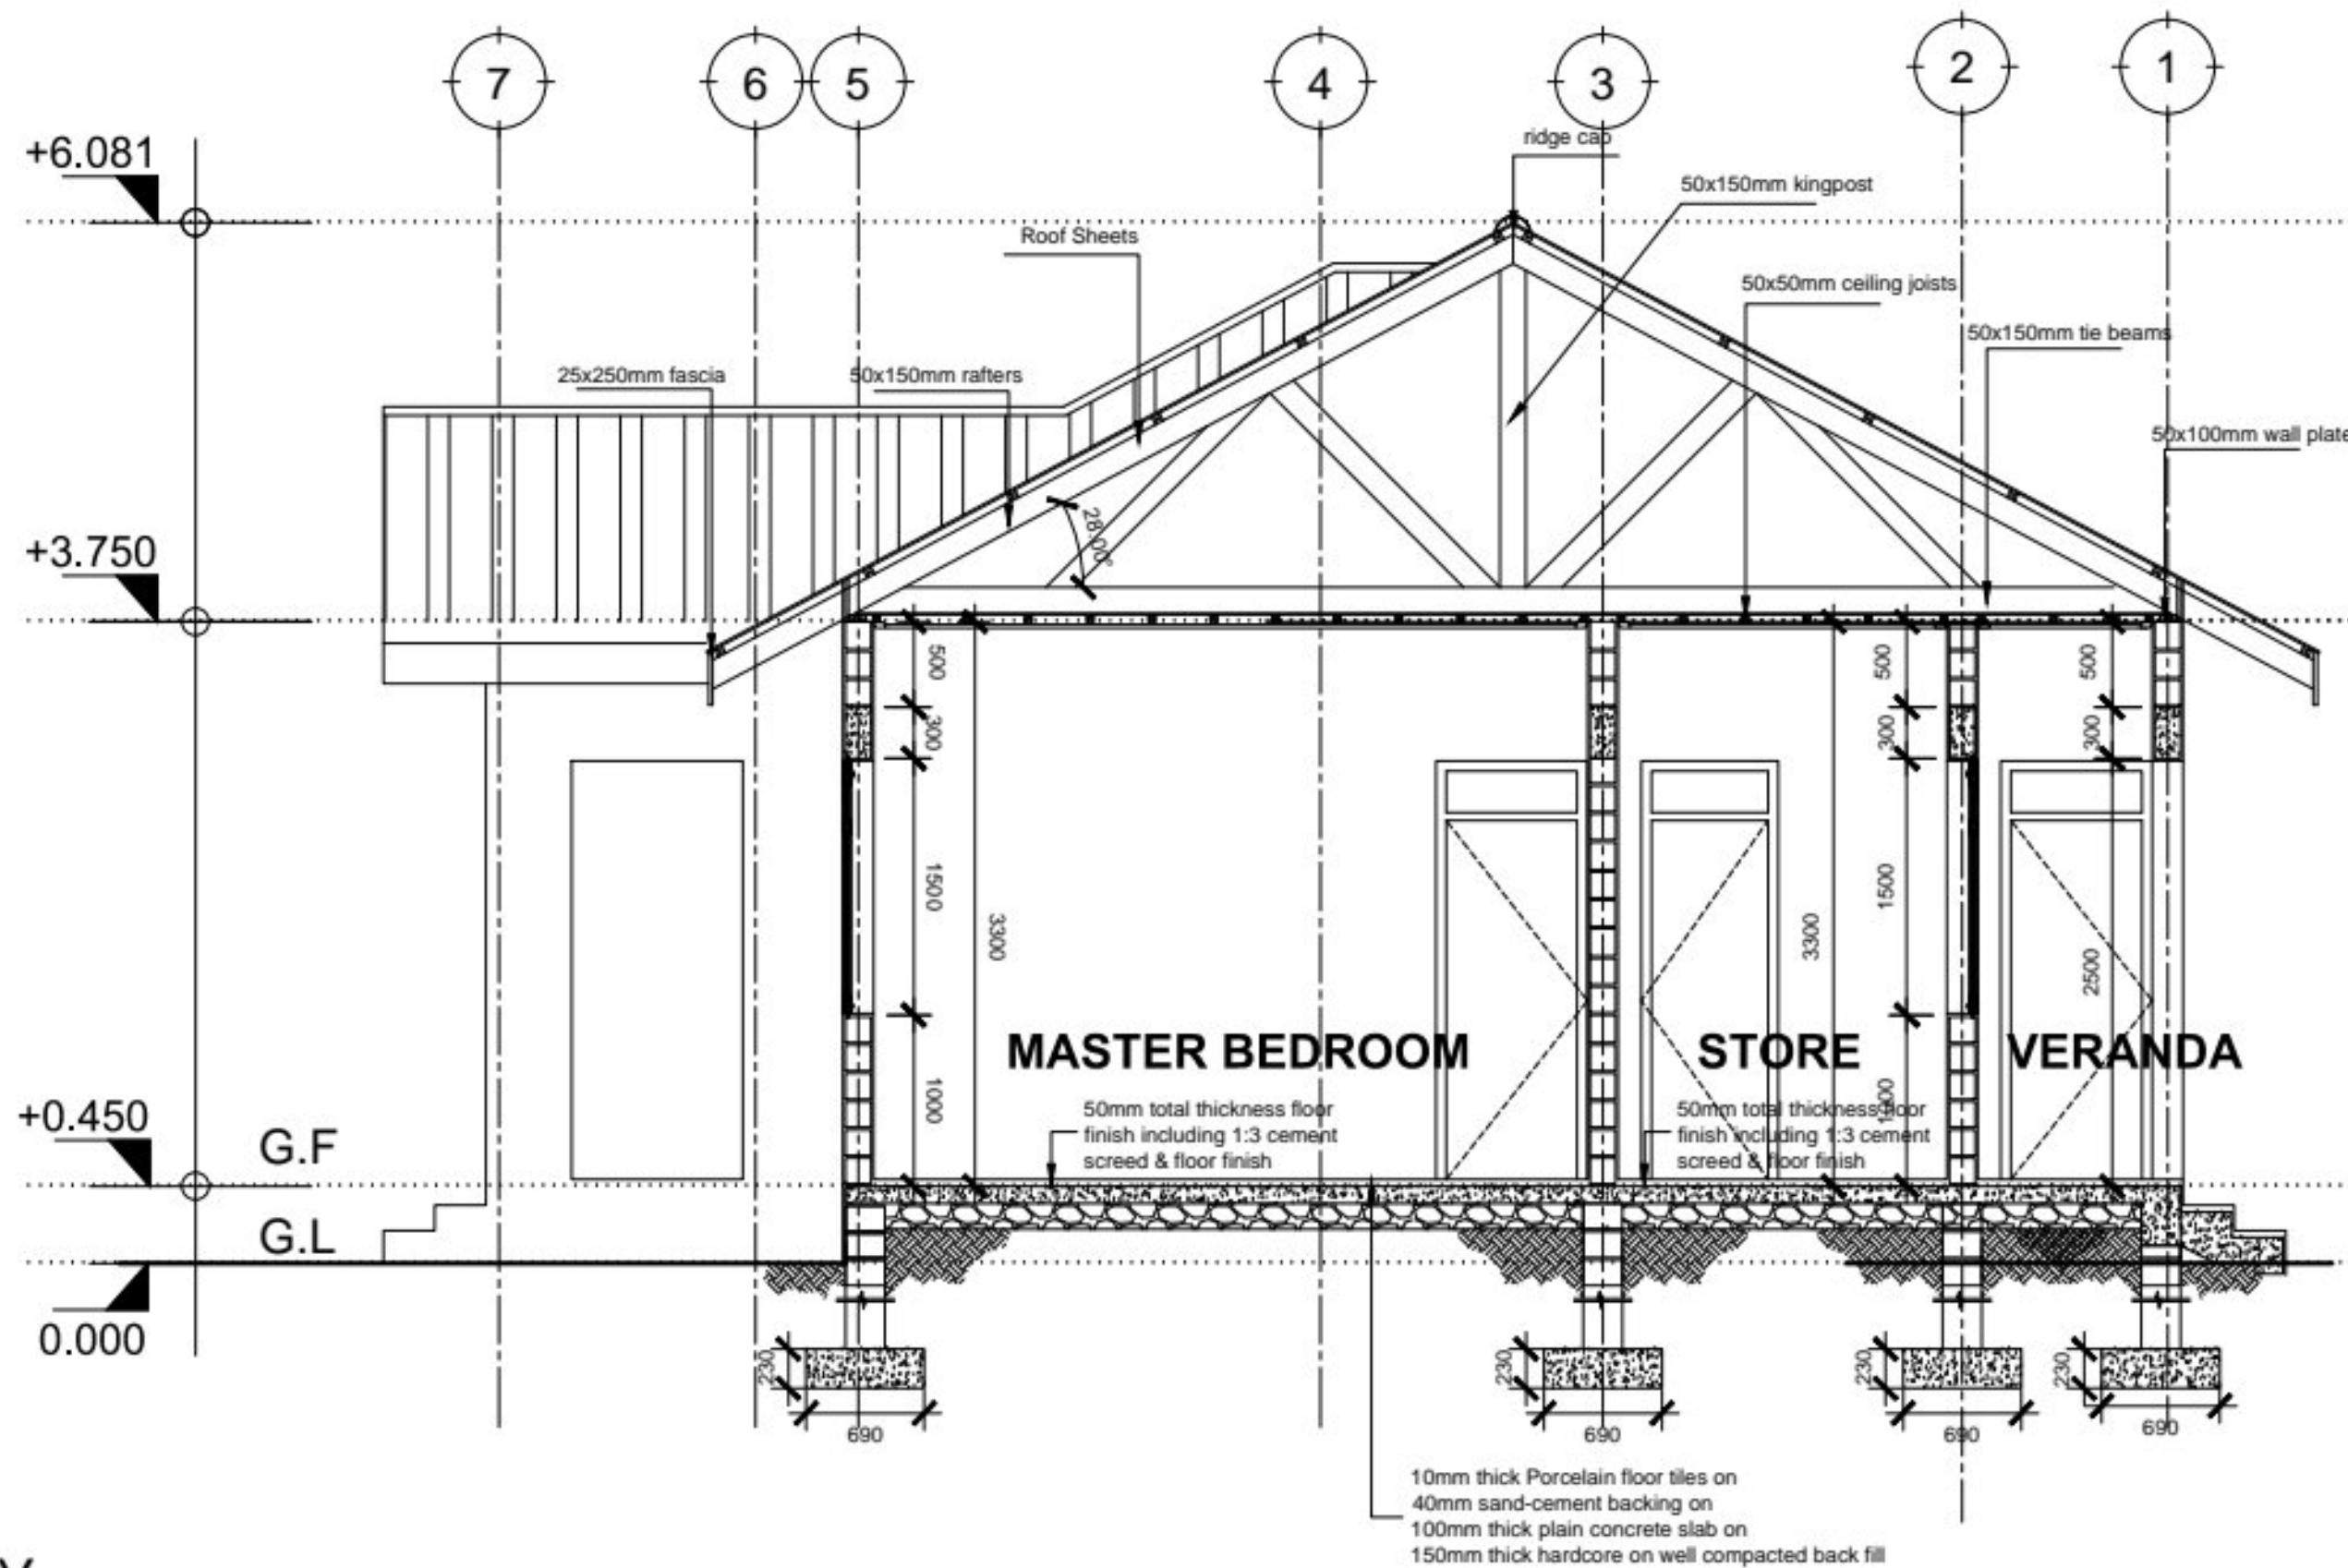 7
6
5
4
3
2
1
+6.081
ridge cap
50x150mm kingpost
Roof Sheets
50x50mm ceiling joists
50x150mm tie beams
25x250mm fascia
50x150mm rafters
50x100mm wall plate
28.00°
+3.750
500
300
1500
1000
3300
3300
500
300
1500
1000
500
300
2500
MASTER BEDROOM
STORE
VERANDA
50mm total thickness floor
finish including 1:3 cement
screed & floor finish
50mm total thickness floor
finish including 1:3 cement
screed & floor finish
+0.450
G.F
G.L
0.000
230
690
230
690
230
690
230
690
10mm thick Porcelain floor tiles on
40mm sand-cement backing on
100mm thick plain concrete slab on
150mm thick hardcore on well compacted back fill